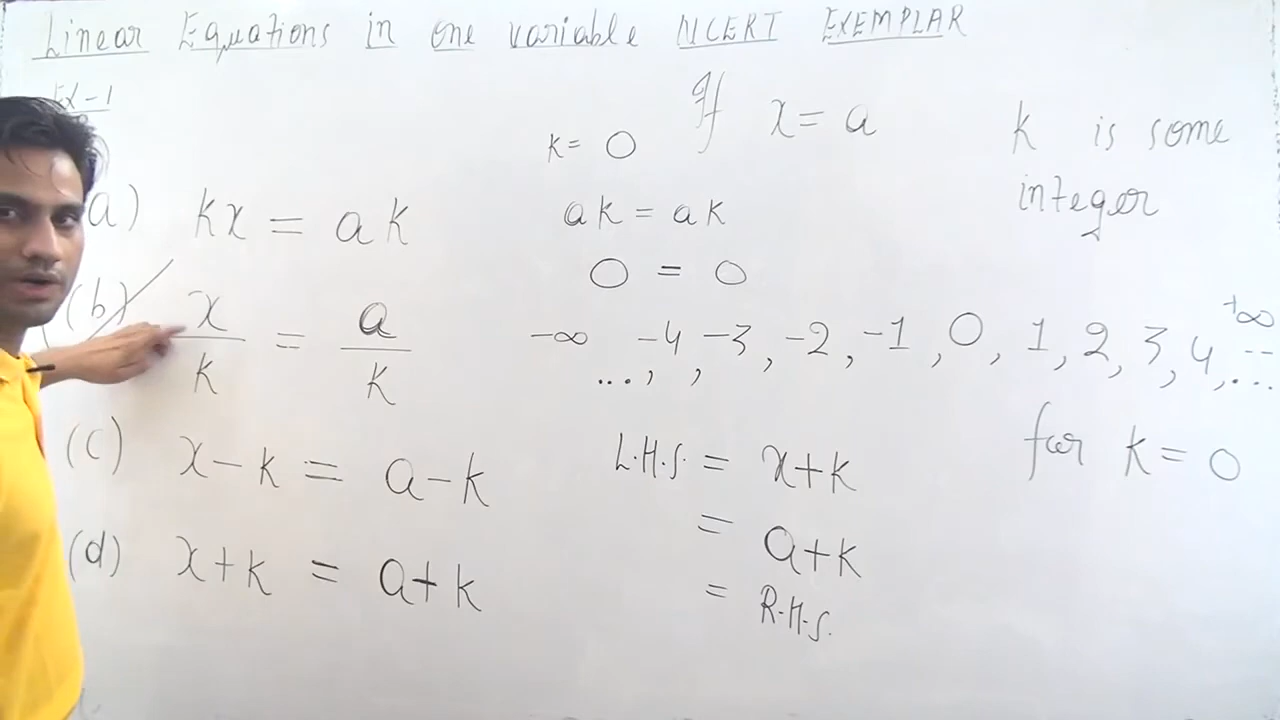 Linear Equations in one variable NCERT EXEMPLAR
Ex-1
If x = a
k is some
integer
k = 0
a) kx = ak
ak = ak
0 = 0
(b) x/k = a/k
-∞ ..., -4, -3, -2, -1, 0, 1, 2, 3, 4, ... +∞
for k = 0
(c) x-k = a-k
(d) x+k = a+k
L.H.S. = x+k
= a+k
= R.H.S.